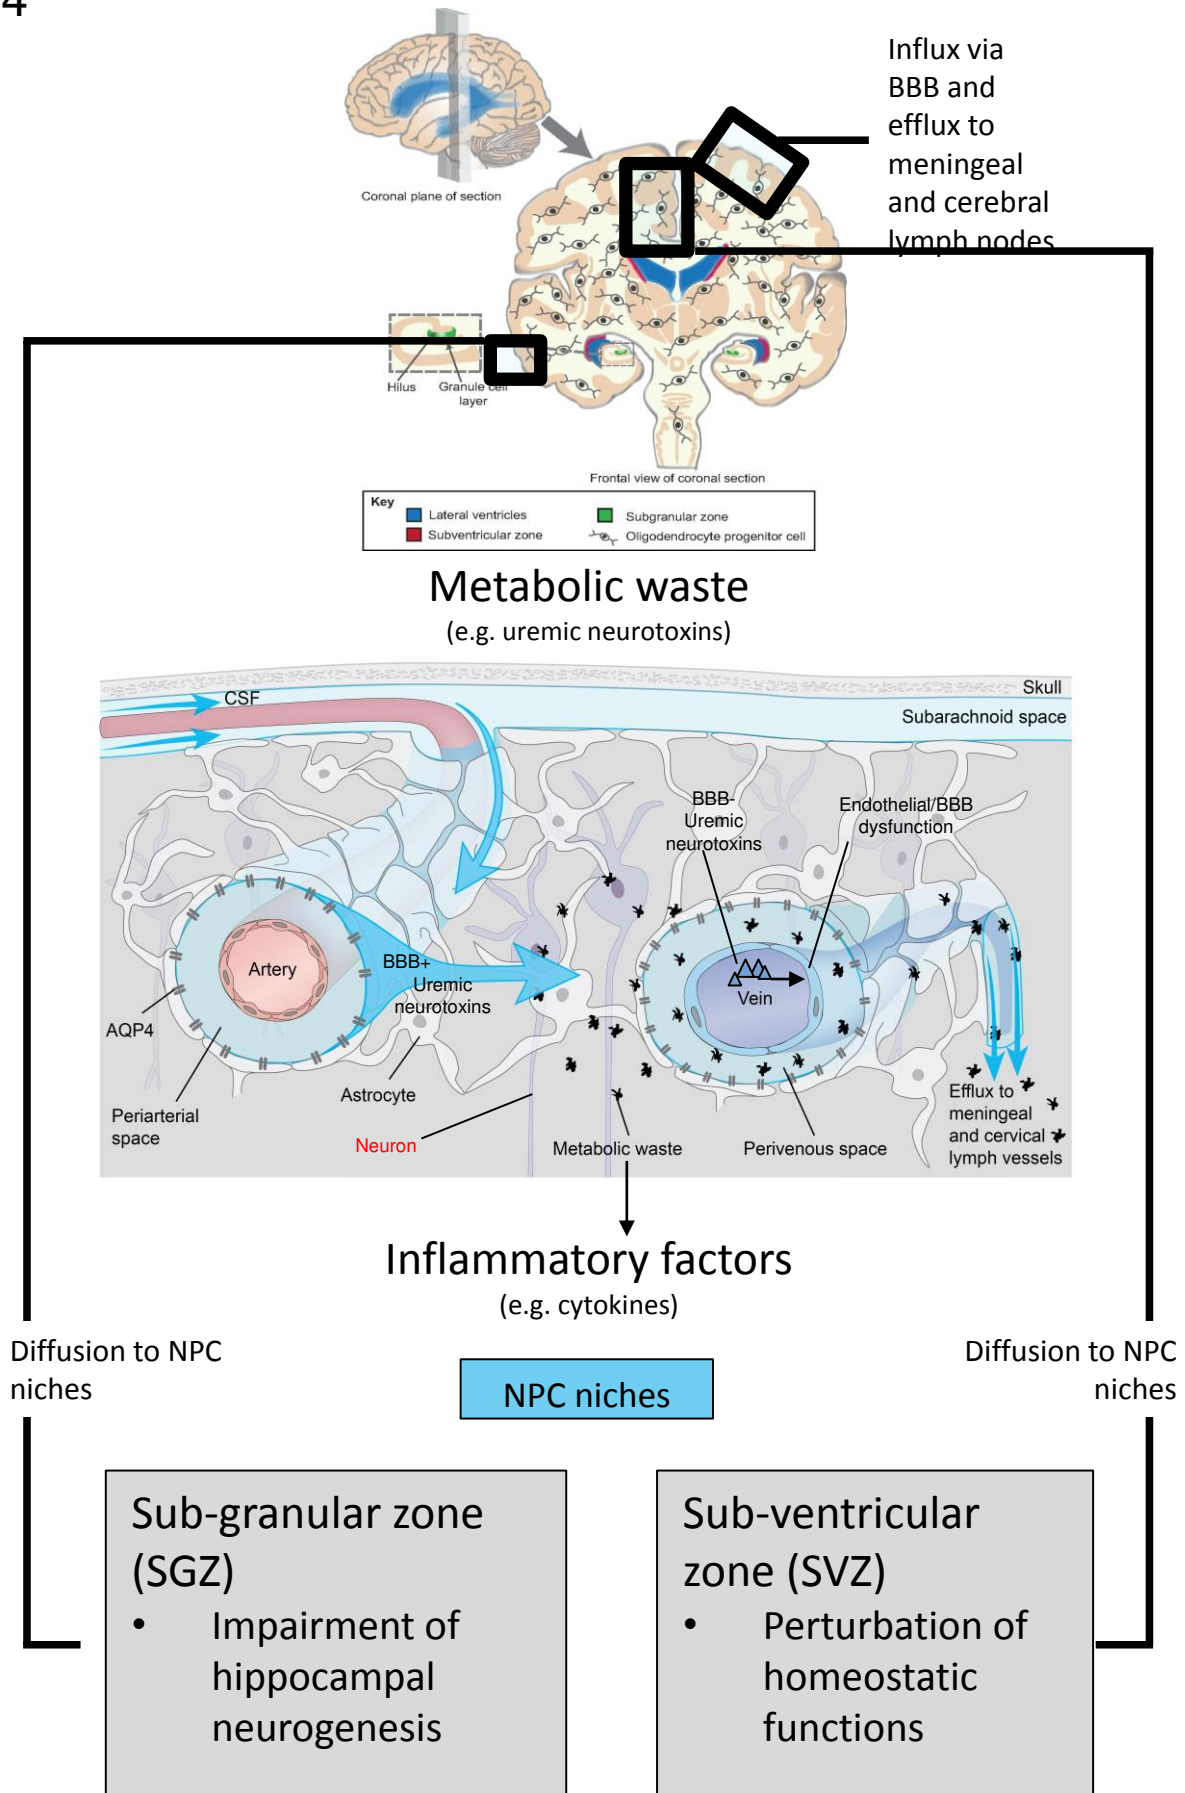 4
Influx via
BBB and
efflux to
meningeal
and cerebral
lymph nodes
Coronal plane of section
Hilus
Granule cell
layer
Frontal view of coronal section
Key
Lateral ventricles
Subgranular zone
Subventricular zone
Oligodendrocyte progenitor cell
Metabolic waste
(e.g. uremic neurotoxins)
Skull
CSF
Subarachnoid space
BBB-
Uremic
neurotoxins
Endothelial/BBB
dysfunction
Artery
BBB+
Uremic
neurotoxins
Vein
AQP4
Astrocyte
Periarterial
space
Neuron
Metabolic waste
Perivenous space
Efflux to
meningeal
and cervical
lymph vessels
Inflammatory factors
(e.g. cytokines)
Diffusion to NPC
niches
Diffusion to NPC
niches
NPC niches
Sub-granular zone
(SGZ)
• Impairment of
hippocampal
neurogenesis
Sub-ventricular
zone (SVZ)
• Perturbation of
homeostatic
functions